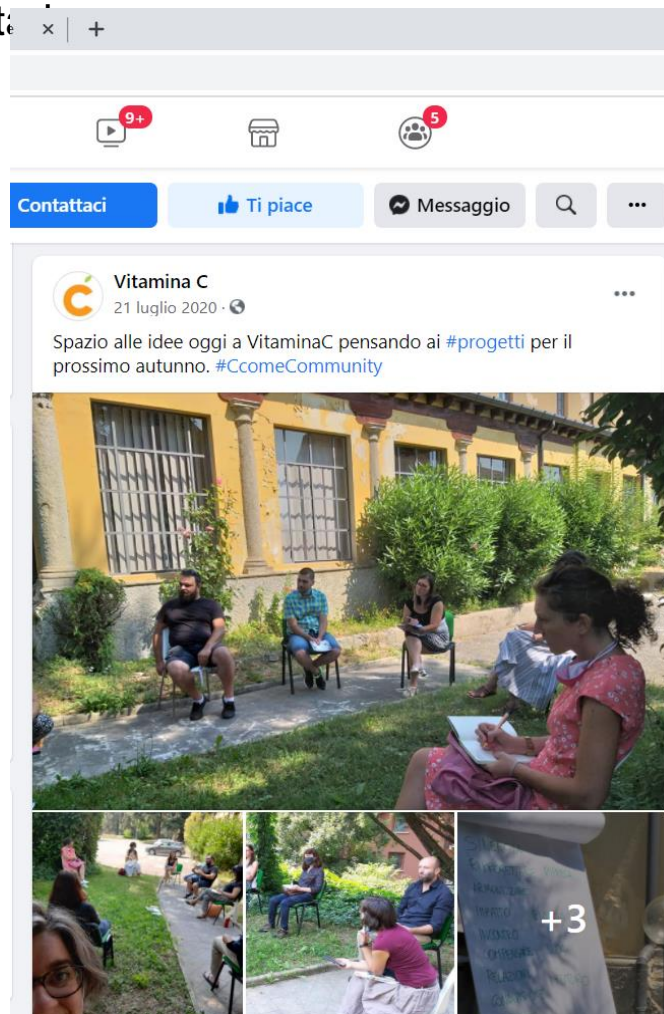 9+
5
Contattaci
Ti piace
Messaggio
Vitamina C
21 luglio 2020
Spazio alle idee oggi a VitaminaC pensando ai #progetti per il
prossimo autunno. #CcomeCommunity
+3